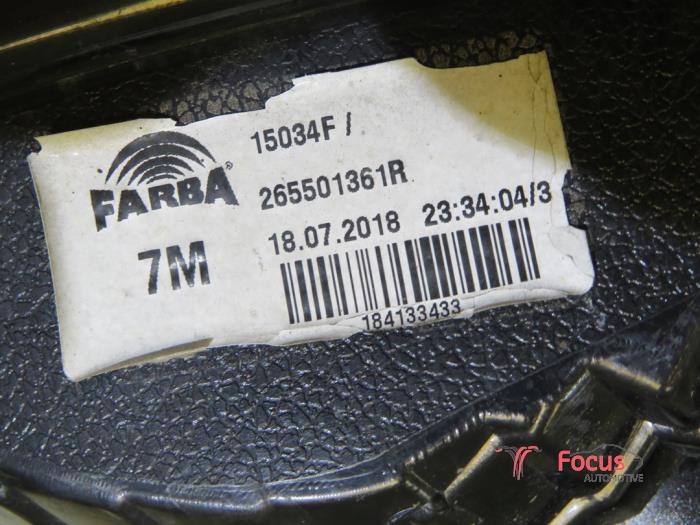 FARBA®
7M
15034F /
265501361R
18.07.2018 23:34:04/3
184133433
Focus
AUTOMOTIVE